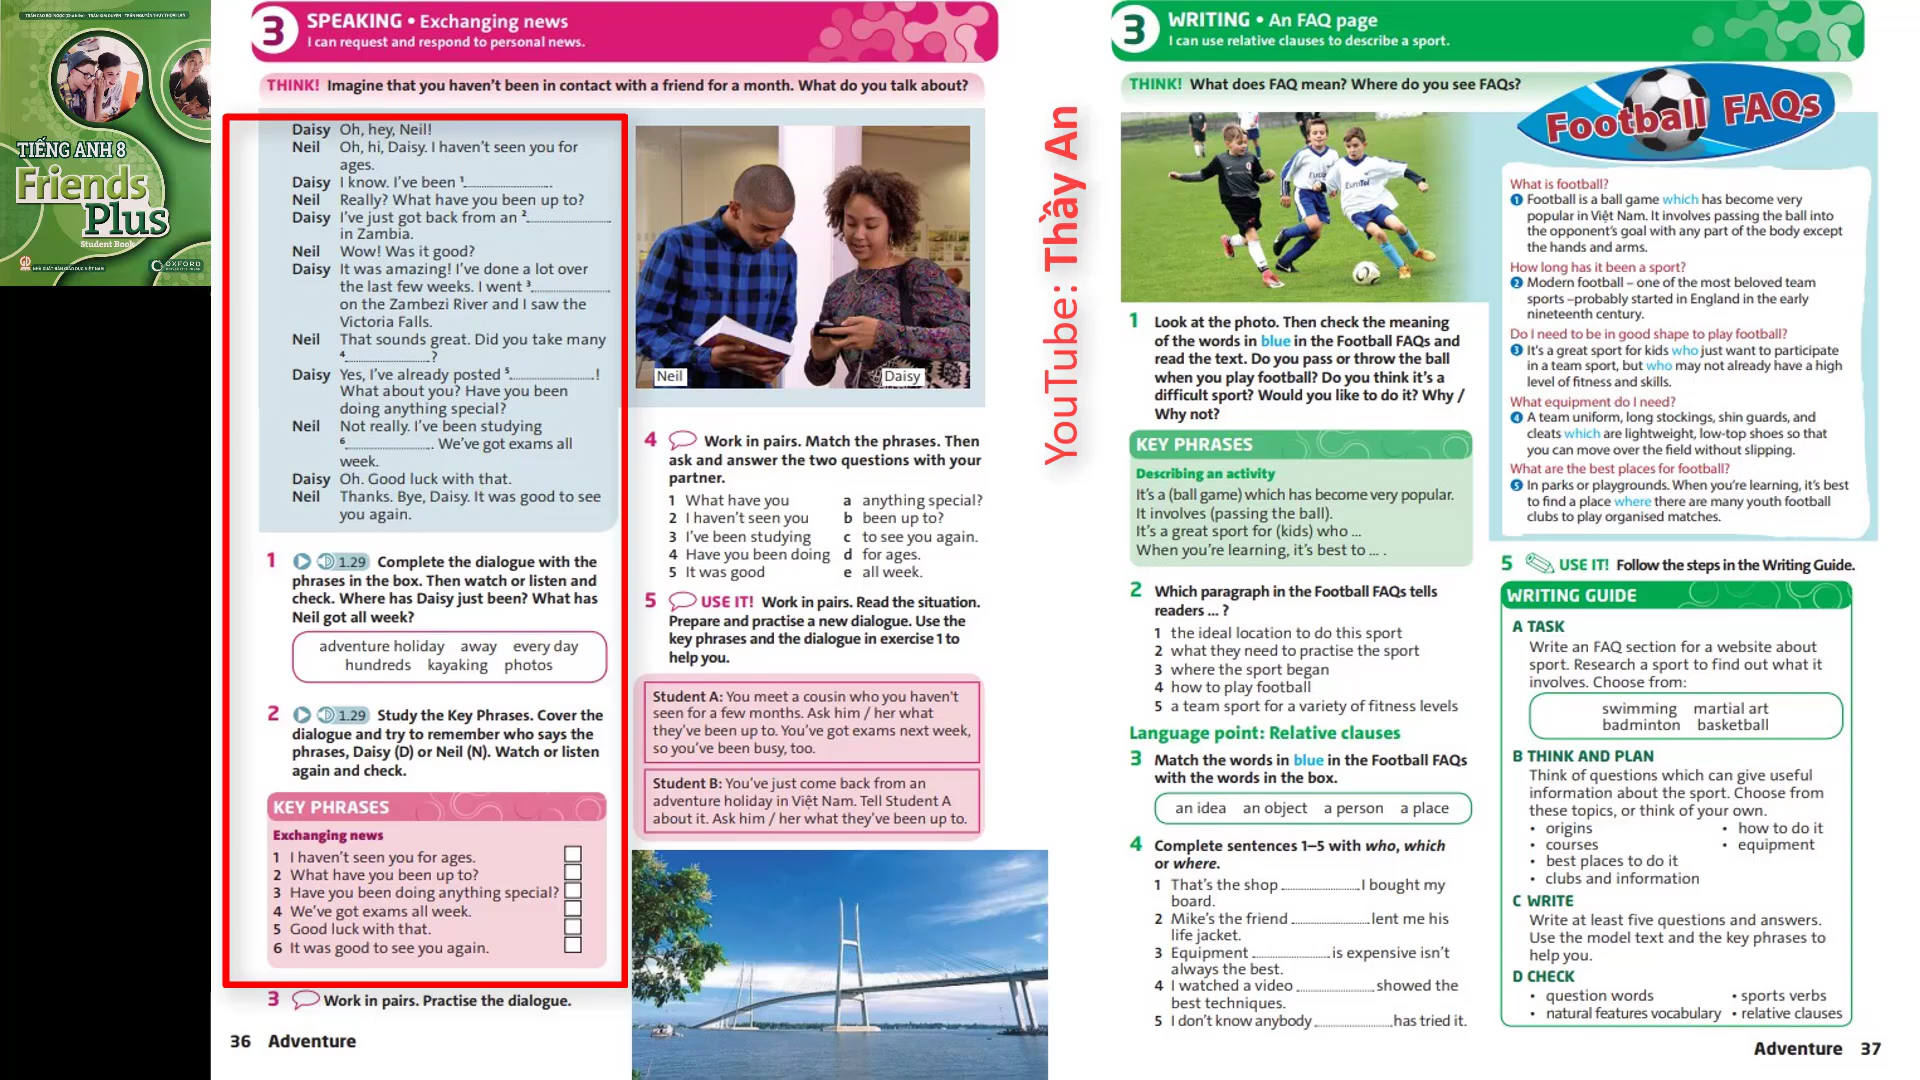 TIẾNG ANH 8
Friends
Plus
Student Book
NHÀ XUẤT BẢN GIÁO DỤC VIỆT NAM
OXFORD
3
SPEAKING • Exchanging news
I can request and respond to personal news.
THINK! Imagine that you haven't been in contact with a friend for a month. What do you talk about?
Daisy Oh, hey, Neil!
Neil Oh, hi, Daisy. I haven't seen you for
ages.
Daisy I know. I've been 1..................
Neil Really? What have you been up to?
Daisy I've just got back from an 2..................
in Zambia.
Neil Wow! Was it good?
Daisy It was amazing! I've done a lot over
the last few weeks. I went 3..................
on the Zambezi River and I saw the
Victoria Falls.
Neil That sounds great. Did you take many
4..................?
Daisy Yes, I've already posted 5..................!
What about you? Have you been
doing anything special?
Neil Not really. I've been studying
6.................. We've got exams all
week.
Daisy Oh. Good luck with that.
Neil Thanks. Bye, Daisy. It was good to see
you again.
Neil
Daisy
1 1.29 Complete the dialogue with the
phrases in the box. Then watch or listen and
check. Where has Daisy just been? What has
Neil got all week?
adventure holiday away every day
hundreds kayaking photos
2 1.29 Study the Key Phrases. Cover the
dialogue and try to remember who says the
phrases, Daisy (D) or Neil (N). Watch or listen
again and check.
KEY PHRASES
Exchanging news
1 I haven't seen you for ages.
2 What have you been up to?
3 Have you been doing anything special?
4 We've got exams all week.
5 Good luck with that.
6 It was good to see you again.
3 Work in pairs. Practise the dialogue.
36 Adventure
4 Work in pairs. Match the phrases. Then
ask and answer the two questions with your
partner.
1 What have you a anything special?
2 I haven't seen you b been up to?
3 I've been studying c to see you again.
4 Have you been doing d for ages.
5 It was good e all week.
5 USE IT! Work in pairs. Read the situation.
Prepare and practise a new dialogue. Use the
key phrases and the dialogue in exercise 1 to
help you.
Student A: You meet a cousin who you haven't
seen for a few months. Ask him / her what
they've been up to. You've got exams next week,
so you've been busy, too.
Student B: You've just come back from an
adventure holiday in Việt Nam. Tell Student A
about it. Ask him / her what they've been up to.
YouTube: Thầy An
3
WRITING • An FAQ page
I can use relative clauses to describe a sport.
THINK! What does FAQ mean? Where do you see FAQs?
Football FAQs
What is football?
1 Football is a ball game which has become very
popular in Việt Nam. It involves passing the ball into
the opponent's goal with any part of the body except
the hands and arms.
How long has it been a sport?
2 Modern football – one of the most beloved team
sports –probably started in England in the early
nineteenth century.
Do I need to be in good shape to play football?
3 It's a great sport for kids who just want to participate
in a team sport, but who may not already have a high
level of fitness and skills.
What equipment do I need?
4 A team uniform, long stockings, shin guards, and
cleats which are lightweight, low-top shoes so that
you can move over the field without slipping.
What are the best places for football?
5 In parks or playgrounds. When you're learning, it's best
to find a place where there are many youth football
clubs to play organised matches.
1 Look at the photo. Then check the meaning
of the words in blue in the Football FAQs and
read the text. Do you pass or throw the ball
when you play football? Do you think it's a
difficult sport? Would you like to do it? Why /
Why not?
KEY PHRASES
Describing an activity
It's a (ball game) which has become very popular.
It involves (passing the ball).
It's a great sport for (kids) who ...
When you're learning, it's best to ... .
2 Which paragraph in the Football FAQs tells
readers ... ?
1 the ideal location to do this sport
2 what they need to practise the sport
3 where the sport began
4 how to play football
5 a team sport for a variety of fitness levels
Language point: Relative clauses
3 Match the words in blue in the Football FAQs
with the words in the box.
an idea an object a person a place
4 Complete sentences 1–5 with who, which
or where.
1 That's the shop .................. I bought my
board.
2 Mike's the friend .................. lent me his
life jacket.
3 Equipment .................. is expensive isn't
always the best.
4 I watched a video .................. showed the
best techniques.
5 I don't know anybody .................. has tried it.
5 USE IT! Follow the steps in the Writing Guide.
WRITING GUIDE
A TASK
Write an FAQ section for a website about
sport. Research a sport to find out what it
involves. Choose from:
swimming martial art
badminton basketball
B THINK AND PLAN
Think of questions which can give useful
information about the sport. Choose from
these topics, or think of your own.
• origins • how to do it
• courses • equipment
• best places to do it
• clubs and information
C WRITE
Write at least five questions and answers.
Use the model text and the key phrases to
help you.
D CHECK
• question words • sports verbs
• natural features vocabulary • relative clauses
Adventure 37